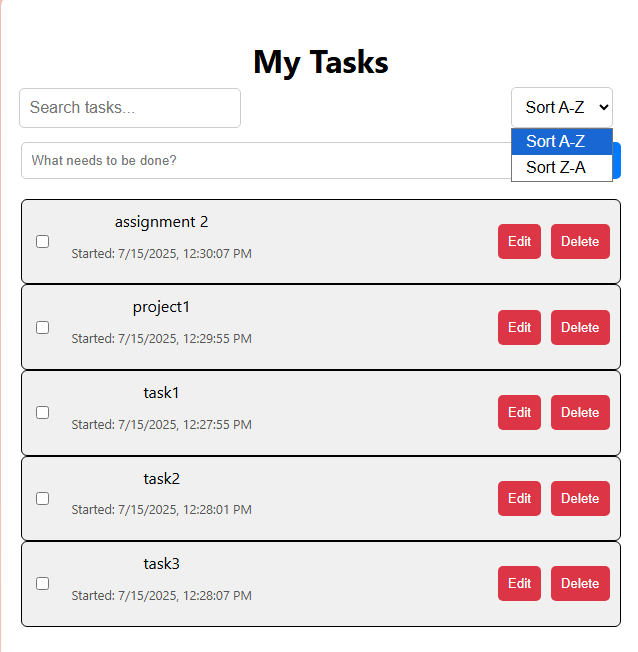 My Tasks
Search tasks...
Sort A-Z
Sort A-Z
Sort Z-A
What needs to be done?
assignment 2
Started: 7/15/2025, 12:30:07 PM
Edit Delete
project1
Started: 7/15/2025, 12:29:55 PM
Edit Delete
task1
Started: 7/15/2025, 12:27:55 PM
Edit Delete
task2
Started: 7/15/2025, 12:28:01 PM
Edit Delete
task3
Started: 7/15/2025, 12:28:07 PM
Edit Delete